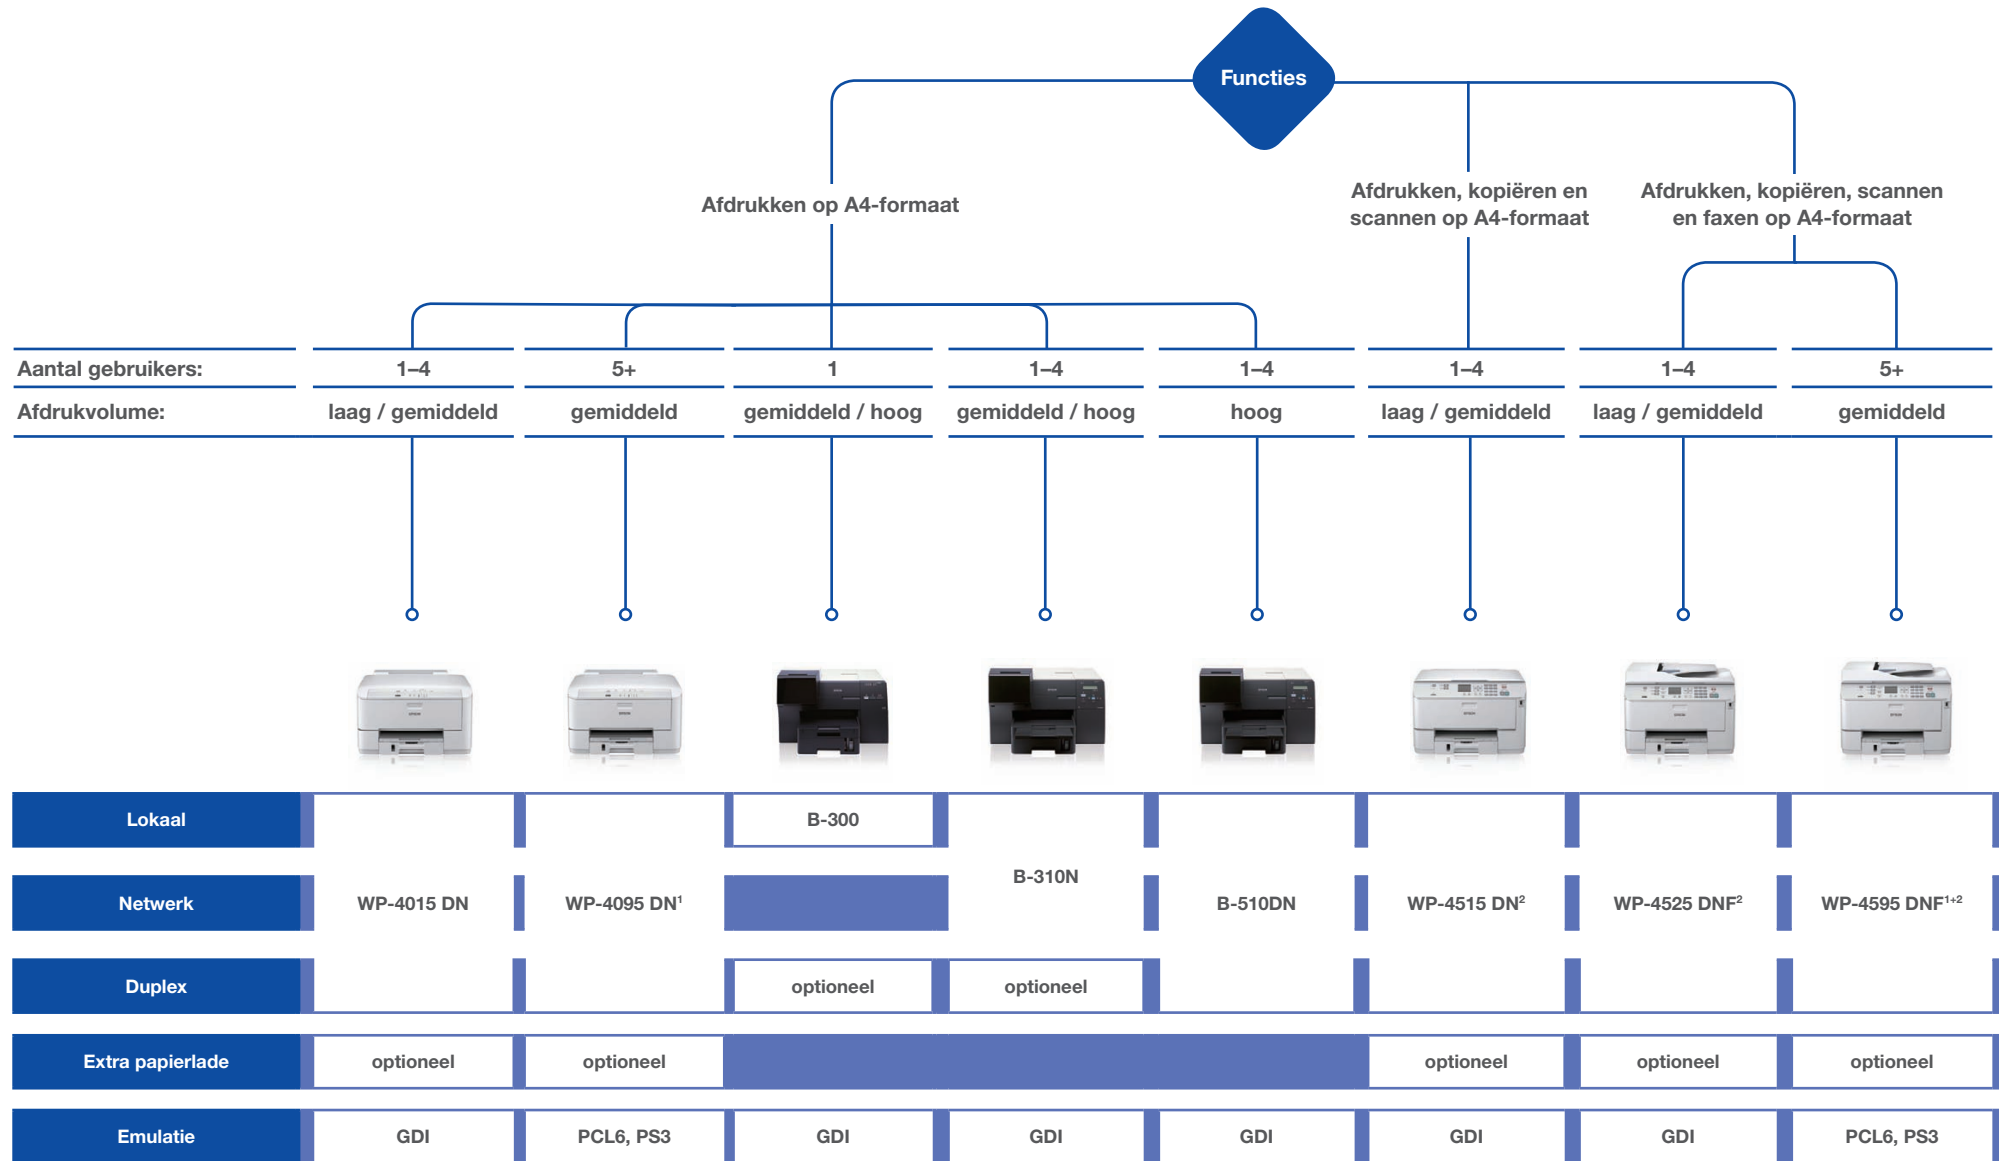 Functies
Afdrukken op A4-formaat
Afdrukken, kopiëren en
scannen op A4-formaat
Afdrukken, kopiëren, scannen
en faxen op A4-formaat
Aantal gebruikers: 1–4 5+ 1 1–4 1–4 1–4 1–4 5+
Afdrukvolume: laag / gemiddeld gemiddeld gemiddeld / hoog gemiddeld / hoog hoog laag / gemiddeld laag / gemiddeld gemiddeld
Lokaal B-300
B-310N
Netwerk WP-4015 DN WP-4095 DN¹ B-510DN WP-4515 DN² WP-4525 DNF² WP-4595 DNF¹⁺²
Duplex optioneel optioneel
Extra papierlade optioneel optioneel optioneel optioneel optioneel
Emulatie GDI PCL6, PS3 GDI GDI GDI GDI GDI PCL6, PS3